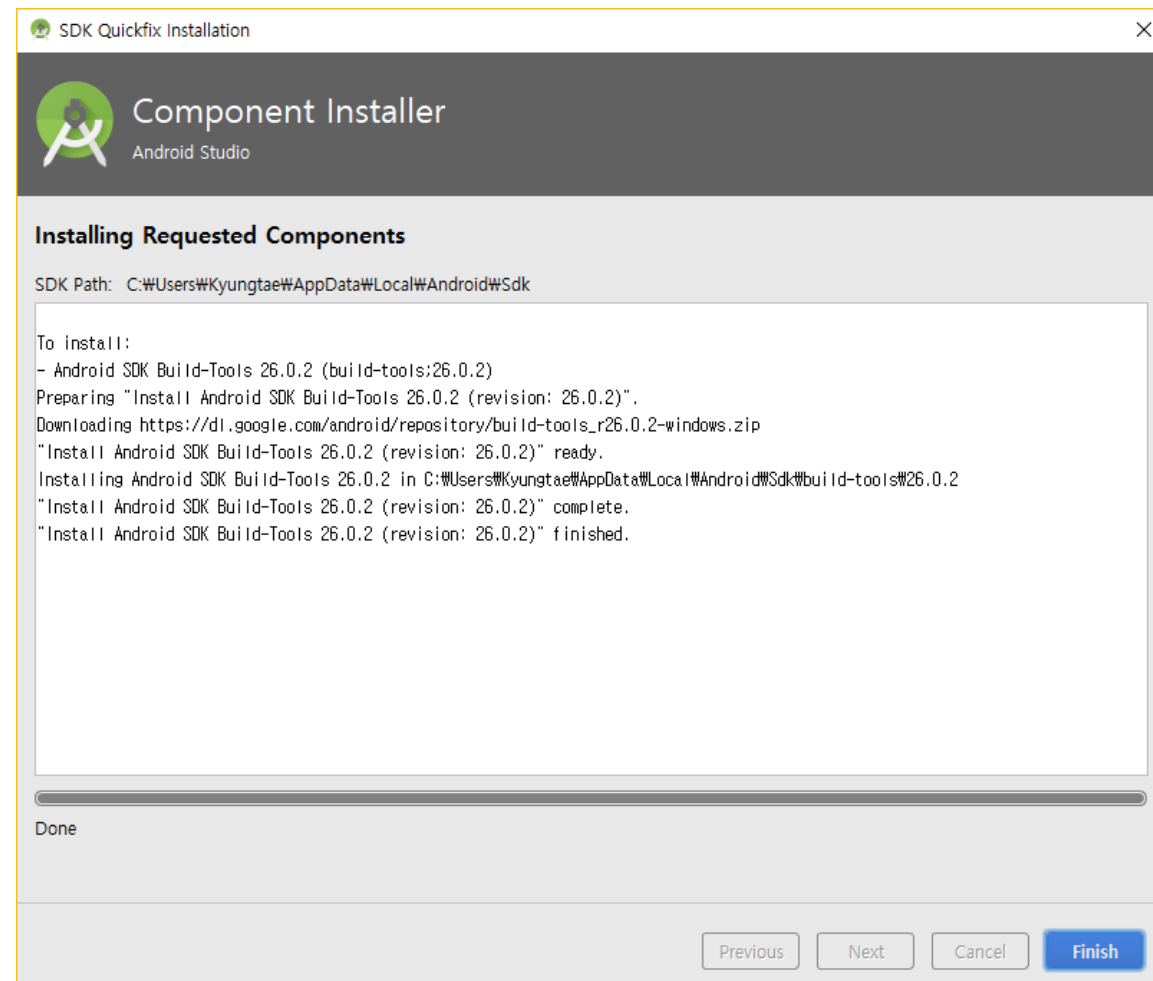 SDK Quickfix Installation
Component Installer
Android Studio
Installing Requested Components
SDK Path: C:₩Users₩Kyungtae₩AppData₩Local₩Android₩Sdk
To install:
- Android SDK Build-Tools 26.0.2 (build-tools;26.0.2)
Preparing "Install Android SDK Build-Tools 26.0.2 (revision: 26.0.2)".
Downloading https://dl.google.com/android/repository/build-tools_r26.0.2-windows.zip
"Install Android SDK Build-Tools 26.0.2 (revision: 26.0.2)" ready.
Installing Android SDK Build-Tools 26.0.2 in C:₩Users₩Kyungtae₩AppData₩Local₩Android₩Sdk₩build-tools₩26.0.2
"Install Android SDK Build-Tools 26.0.2 (revision: 26.0.2)" complete.
"Install Android SDK Build-Tools 26.0.2 (revision: 26.0.2)" finished.
Done
Previous Next Cancel Finish